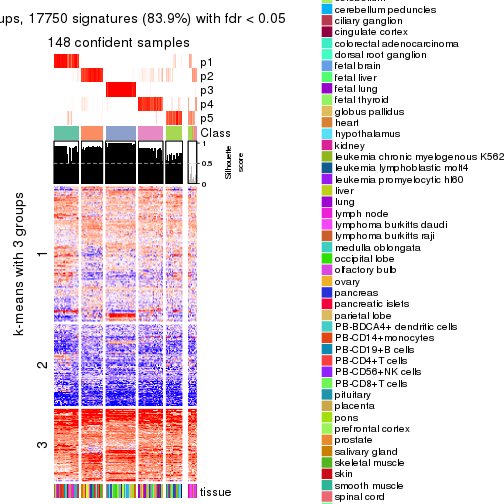 ups, 17750 signatures (83.9%) with fdr < 0.05
148 confident samples
p1
p2
p3
p4
p5
Class
1
0.5
0
Silhouette
score
k-means with 3 groups
1
2
3
tissue
cerebellum peduncles
ciliary ganglion
cingulate cortex
colorectal adenocarcinoma
dorsal root ganglion
fetal brain
fetal liver
fetal lung
fetal thyroid
globus pallidus
heart
hypothalamus
kidney
leukemia chronic myelogenous K562
leukemia lymphoblastic molt4
leukemia promyelocytic hl60
liver
lung
lymph node
lymphoma burkitts daudi
lymphoma burkitts raji
medulla oblongata
occipital lobe
olfactory bulb
ovary
pancreas
pancreatic islets
parietal lobe
PB-BDCA4+ dendritic cells
PB-CD14+monocytes
PB-CD19+B cells
PB-CD4+T cells
PB-CD56+NK cells
PB-CD8+T cells
pituitary
placenta
pons
prefrontal cortex
prostate
salivary gland
skeletal muscle
skin
smooth muscle
spinal cord